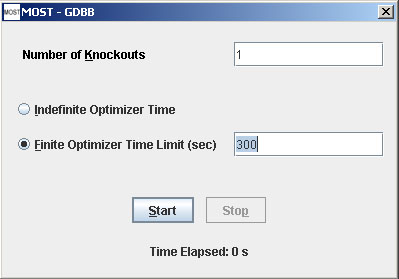 MOST MOST - GDBB
Number of Knockouts 1
Indefinite Optimizer Time
Finite Optimizer Time Limit (sec) 300
Start Stop
Time Elapsed: 0 s